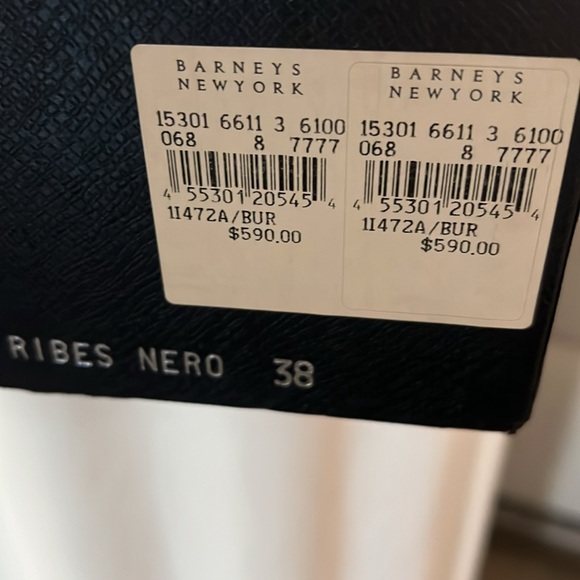 BARNEYS
NEWYORK
15301 6611 3 6100
068 8 7777
4 55301 20545 4
1I472A/BUR
$590.00
BARNEYS
NEWYORK
15301 6611 3 6100
068 8 7777
4 55301 20545 4
1I472A/BUR
$590.00
RIBES NERO 38